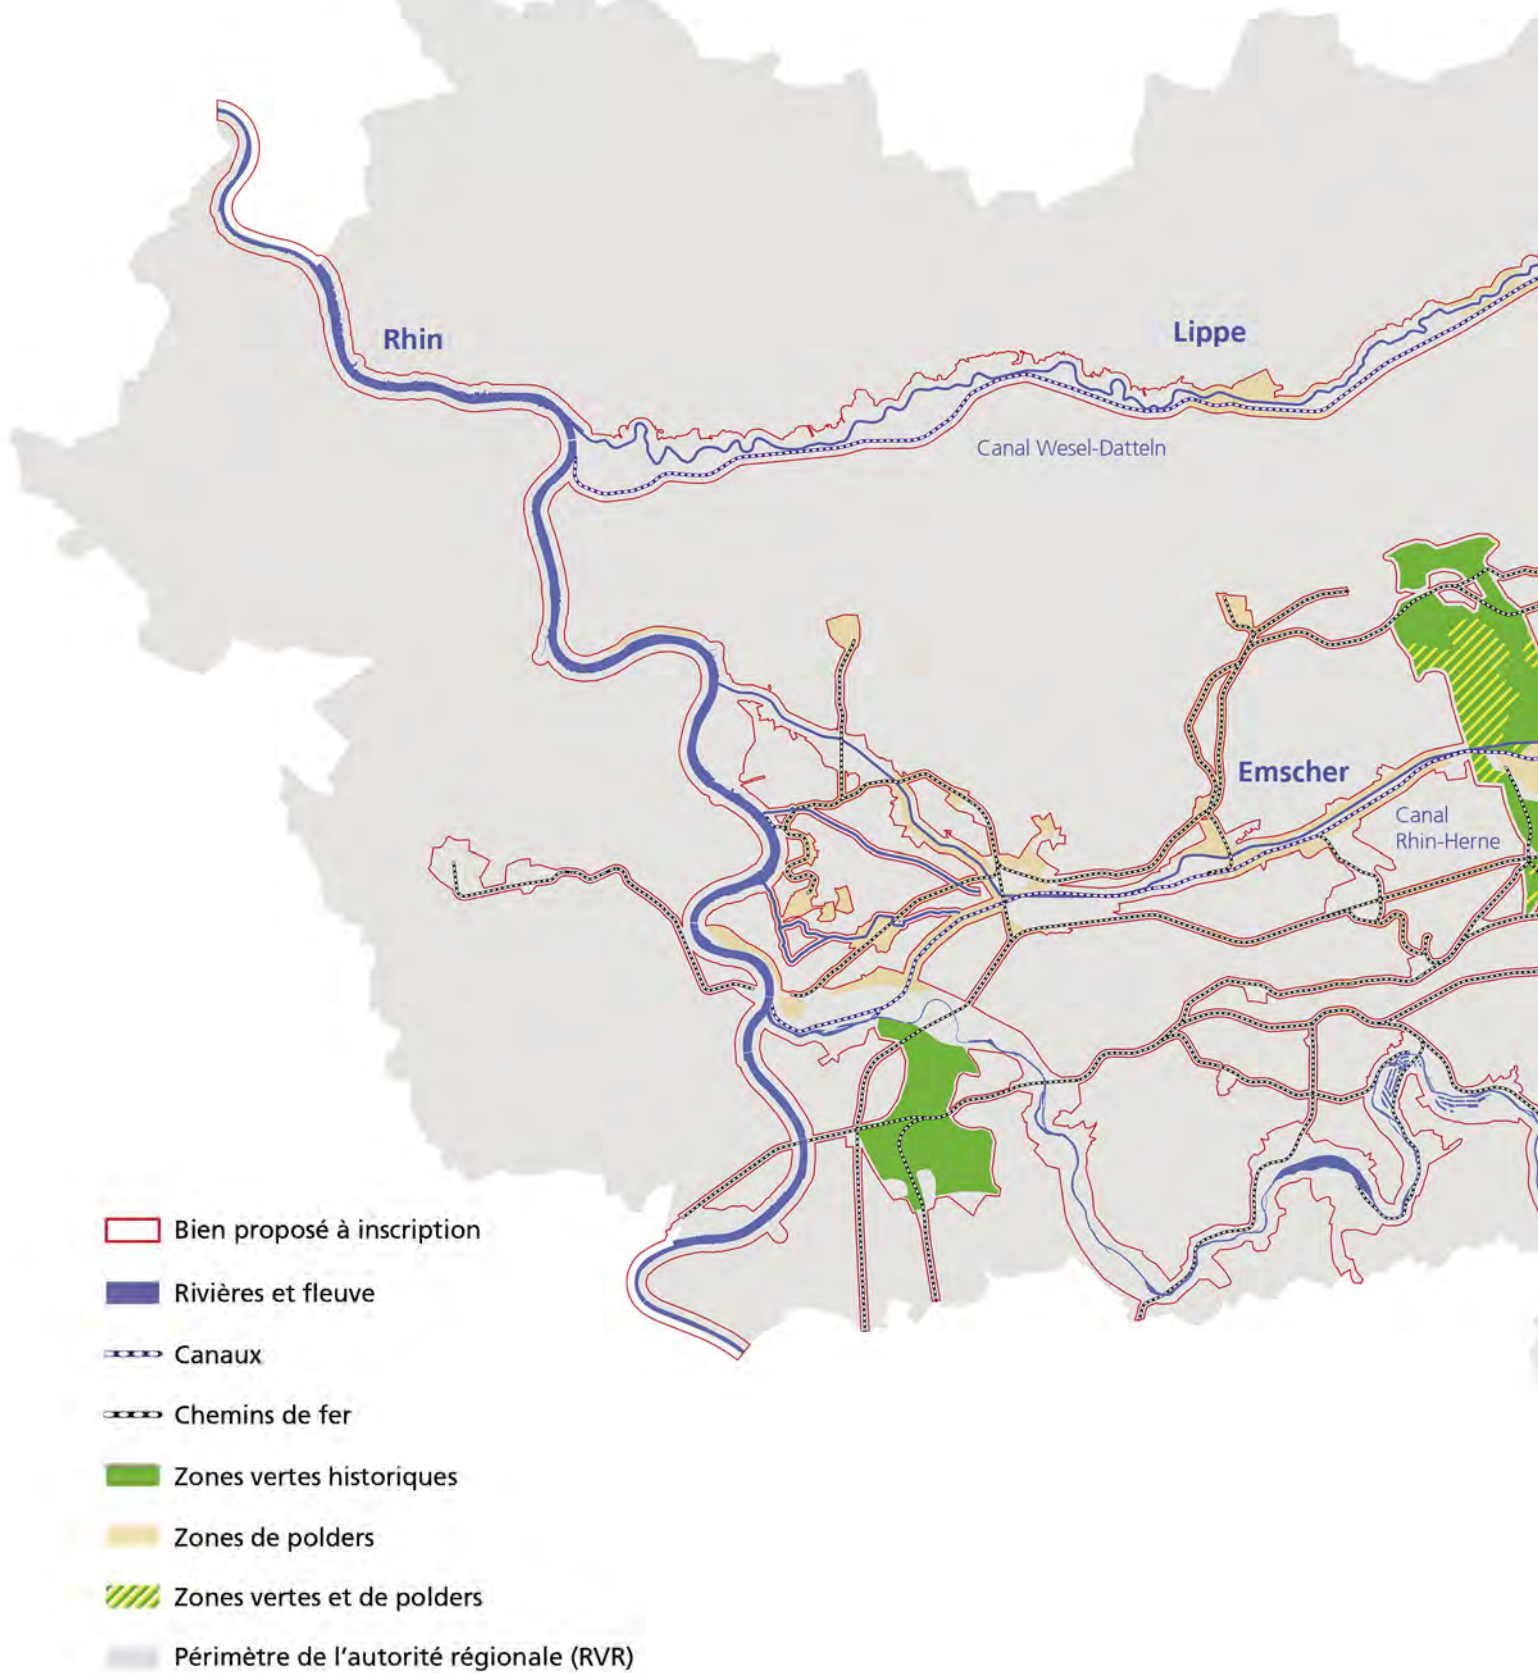 Rhin
Lippe
Canal Wesel-Datteln
Emscher
Canal
Rhin-Herne
Bien proposé à inscription
Rivières et fleuve
Canaux
Chemins de fer
Zones vertes historiques
Zones de polders
Zones vertes et de polders
Périmètre de l'autorité régionale (RVR)